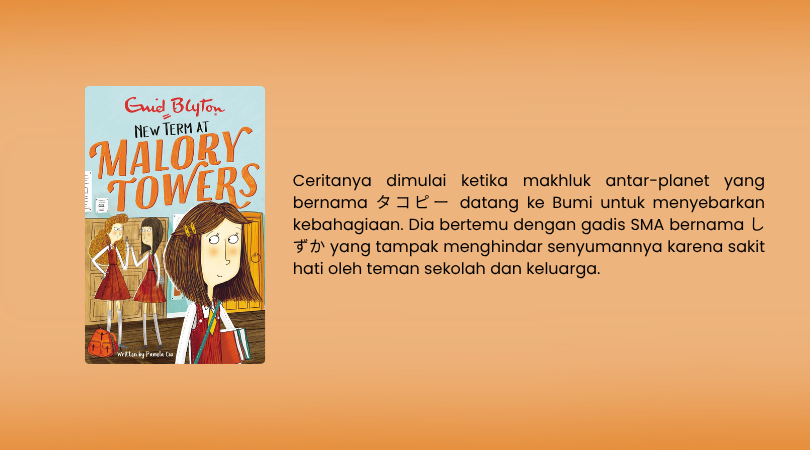 Enid Blyton
NEW TERM AT
MALORY
TOWERS
Written by Pamela Cox
Ceritanya dimulai ketika makhluk antar-planet yang
bernama タコピー datang ke Bumi untuk menyebarkan
kebahagiaan. Dia bertemu dengan gadis SMA bernama し
ずか yang tampak menghindar senyumannya karena sakit
hati oleh teman sekolah dan keluarga.